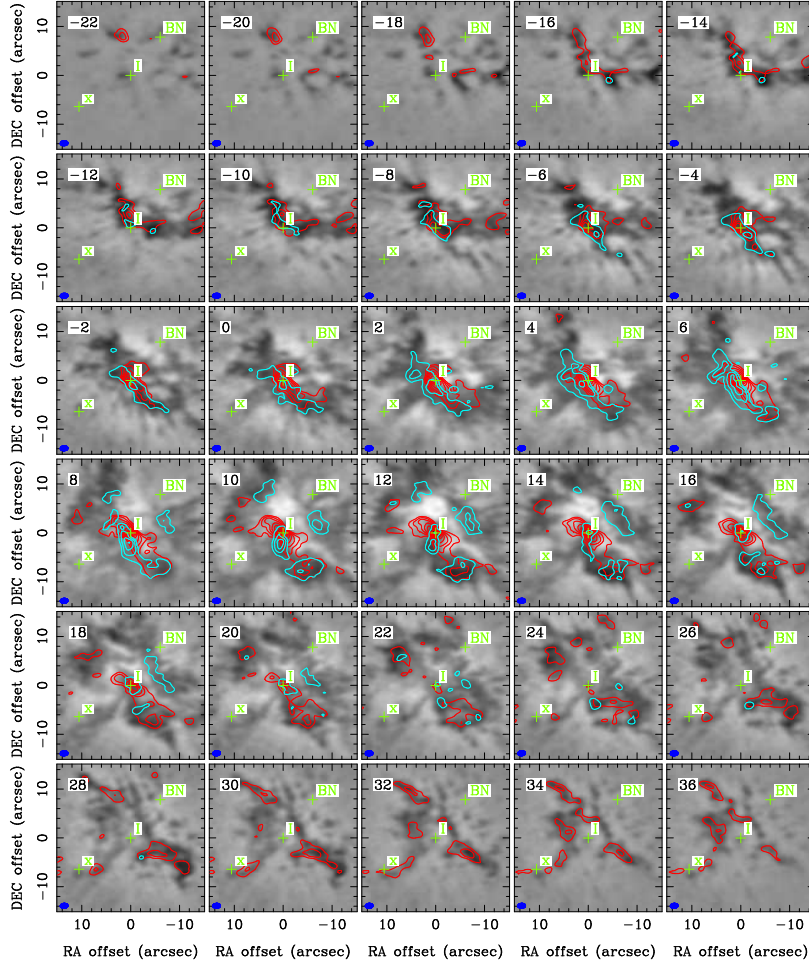 −22 BN I x −20 BN I x −18 BN I x −16 BN I x −14 BN I x
DEC offset (arcsec) 10 0 −10
−12 BN I x −10 BN I x −8 BN I x −6 BN I x −4 BN I x
DEC offset (arcsec) 10 0 −10
−2 BN I x 0 BN I x 2 BN I x 4 BN I x 6 BN I x
DEC offset (arcsec) 10 0 −10
8 BN I x 10 BN I x 12 BN I x 14 BN I x 16 BN I x
DEC offset (arcsec) 10 0 −10
18 BN I x 20 BN I x 22 BN I x 24 BN I x 26 BN I x
DEC offset (arcsec) 10 0 −10
28 BN I x 30 BN I x 32 BN I x 34 BN I x 36 BN I x
DEC offset (arcsec) 10 0 −10
10 0 −10 10 0 −10 10 0 −10 10 0 −10 10 0 −10
RA offset (arcsec) RA offset (arcsec) RA offset (arcsec) RA offset (arcsec) RA offset (arcsec)